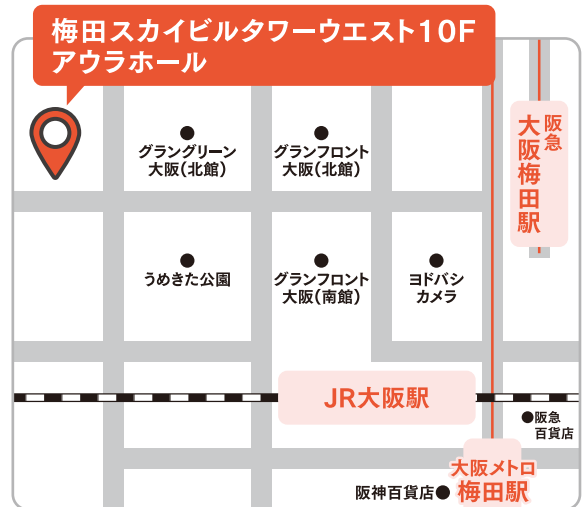 梅田スカイビルタワーウエスト10F
アウラホール
グラングリーン
大阪(北館)
グランフロント
大阪(北館)
阪急
大阪梅田駅
うめきた公園
グランフロント
大阪(南館)
ヨドバシ
カメラ
JR大阪駅
阪急
百貨店
大阪メトロ
梅田駅
阪神百貨店